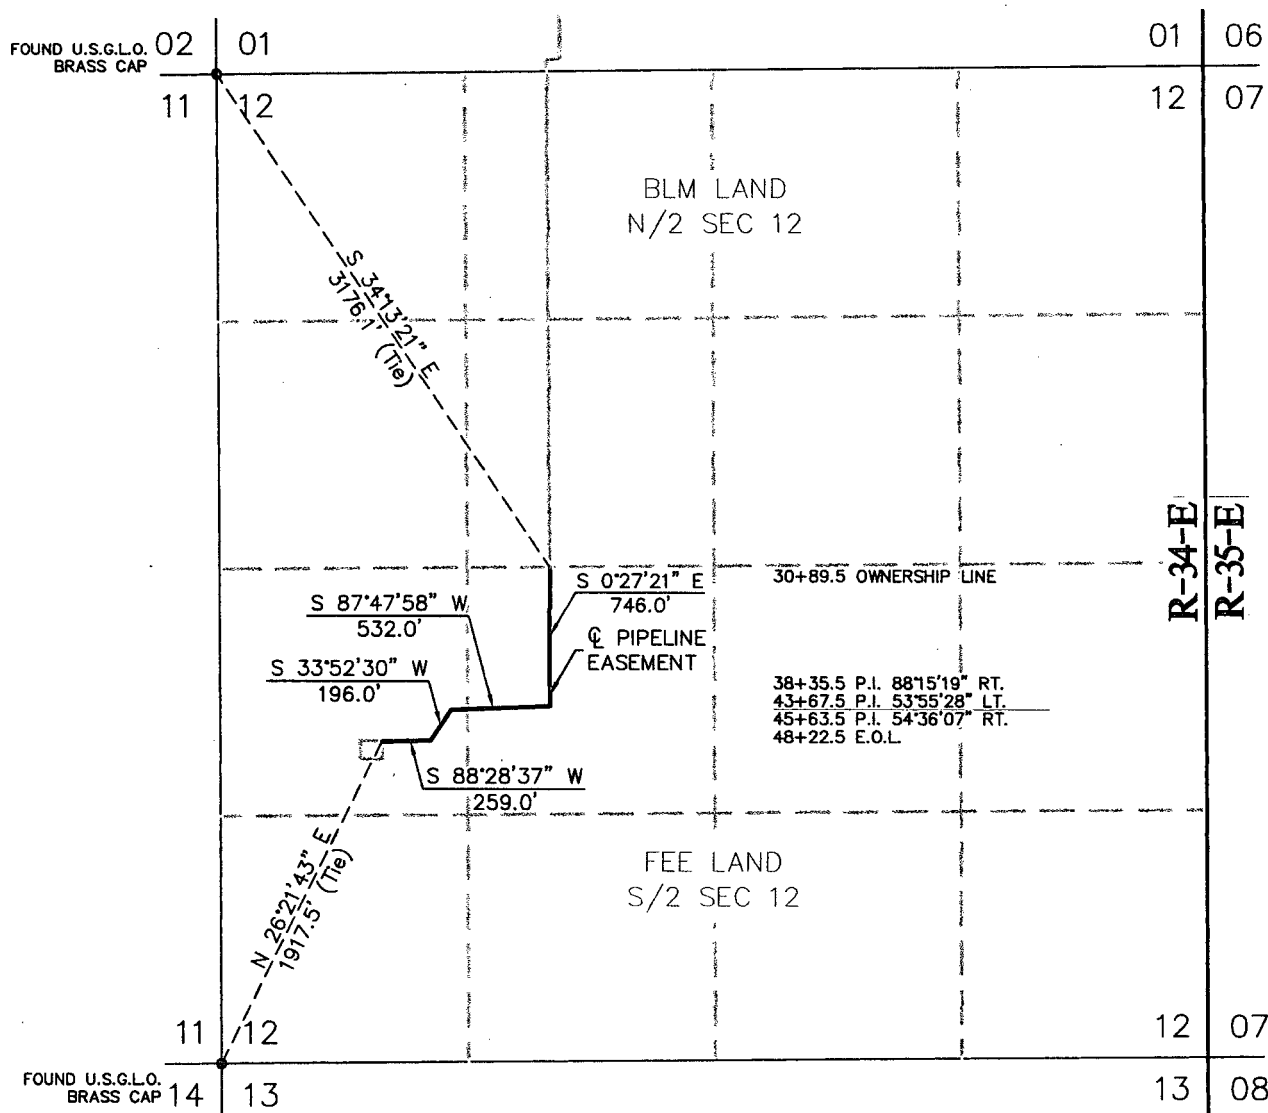 FOUND U.S.G.L.O.
BRASS CAP
02 01
11 12
01 06
12 07
BLM LAND
N/2 SEC 12
S 34°13'21" E
3176.1' (Tie)
R-34-E
R-35-E
30+89.5 OWNERSHIP LINE
S 0°27'21" E
746.0'
S 87°47'58" W
532.0'
℄ PIPELINE
EASEMENT
S 33°52'30" W
196.0'
38+35.5 P.I. 88°15'19" RT.
43+67.5 P.I. 53°55'28" LT.
45+63.5 P.I. 54°36'07" RT.
48+22.5 E.O.L.
S 88°28'37" W
259.0'
FEE LAND
S/2 SEC 12
N 26°21'43" E
1917.5' (Tie)
11 12
12 07
FOUND U.S.G.L.O.
BRASS CAP
14 13
13 08